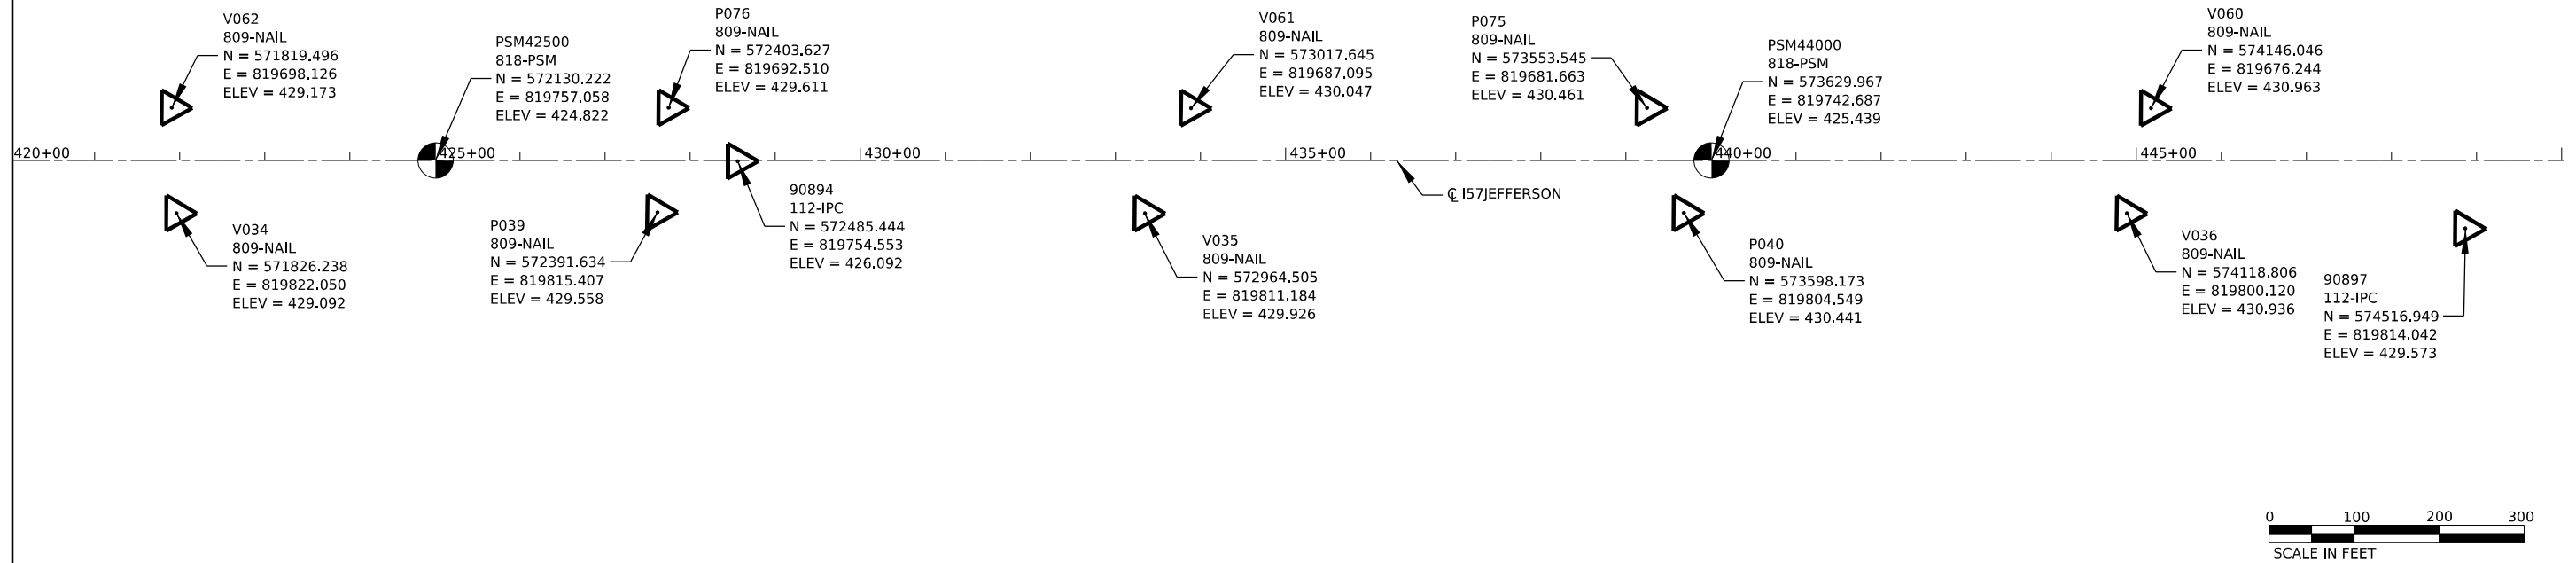 V062
809-NAIL
N = 571819.496
E = 819698.126
ELEV = 429.173
PSM42500
818-PSM
N = 572130.222
E = 819757.058
ELEV = 424.822
P076
809-NAIL
N = 572403.627
E = 819692.510
ELEV = 429.611
V061
809-NAIL
N = 573017.645
E = 819687.095
ELEV = 430.047
P075
809-NAIL
N = 573553.545
E = 819681.663
ELEV = 430.461
PSM44000
818-PSM
N = 573629.967
E = 819742.687
ELEV = 425.439
V060
809-NAIL
N = 574146.046
E = 819676.244
ELEV = 430.963
420+00
425+00
430+00
435+00
440+00
445+00
V034
809-NAIL
N = 571826.238
E = 819822.050
ELEV = 429.092
P039
809-NAIL
N = 572391.634
E = 819815.407
ELEV = 429.558
90894
112-IPC
N = 572485.444
E = 819754.553
ELEV = 426.092
V035
809-NAIL
N = 572964.505
E = 819811.184
ELEV = 429.926
℄ I57JEFFERSON
P040
809-NAIL
N = 573598.173
E = 819804.549
ELEV = 430.441
V036
809-NAIL
N = 574118.806
E = 819800.120
ELEV = 430.936
90897
112-IPC
N = 574516.949
E = 819814.042
ELEV = 429.573
0 100 200 300
SCALE IN FEET